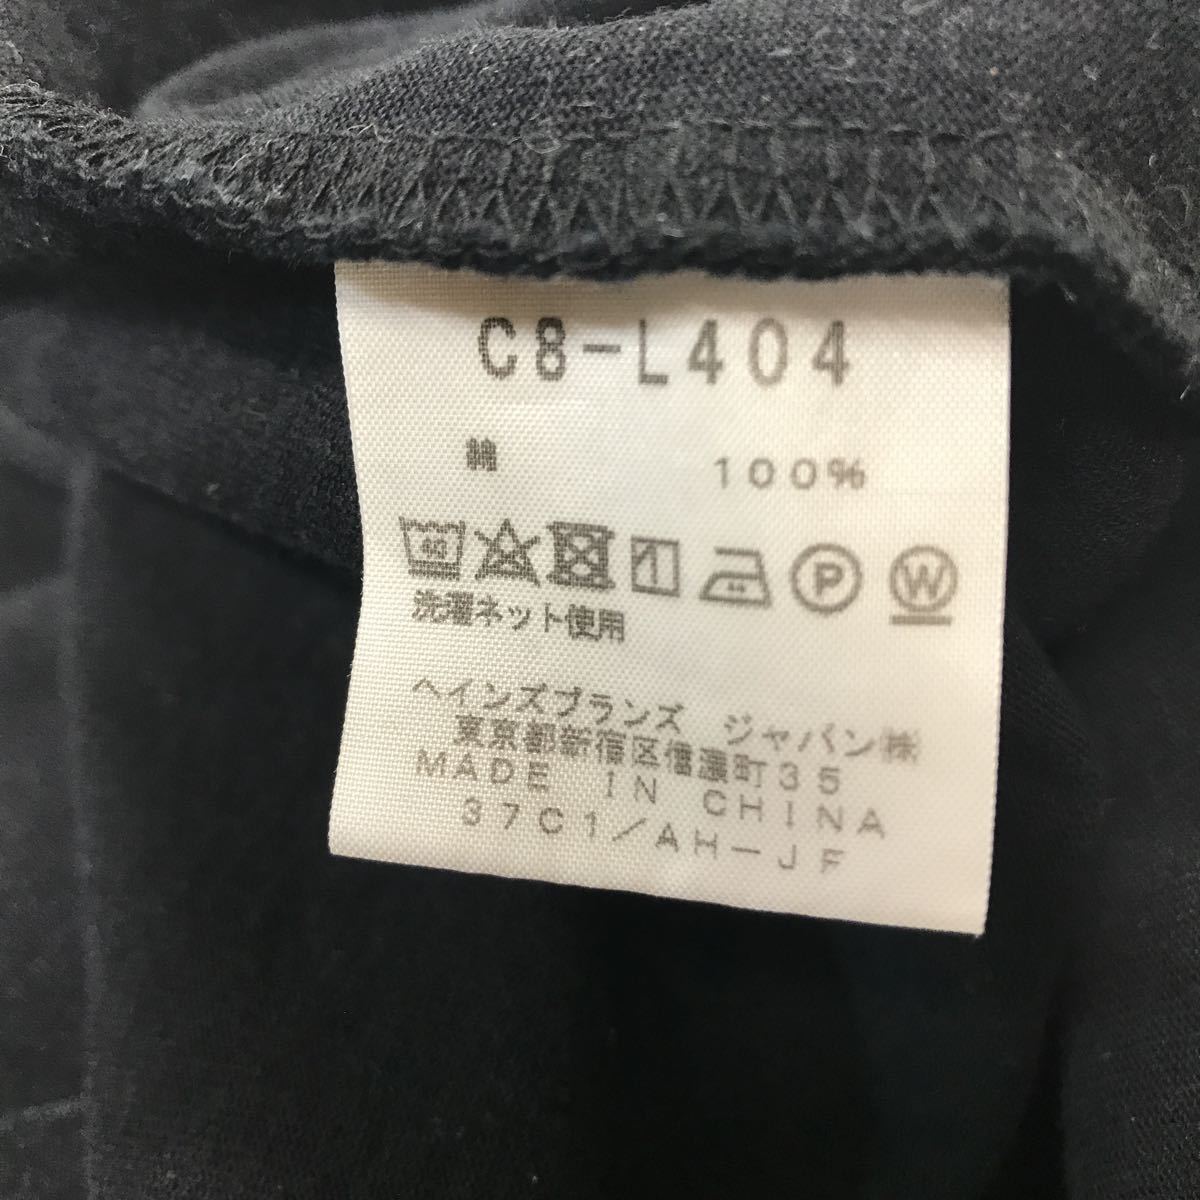 C8-L404
綿 100%
40 P W
洗濯ネット使用
ヘインズブランズ ジャパン㈱
東京都新宿区信濃町35
MADE IN CHINA
37C1/AH-JF